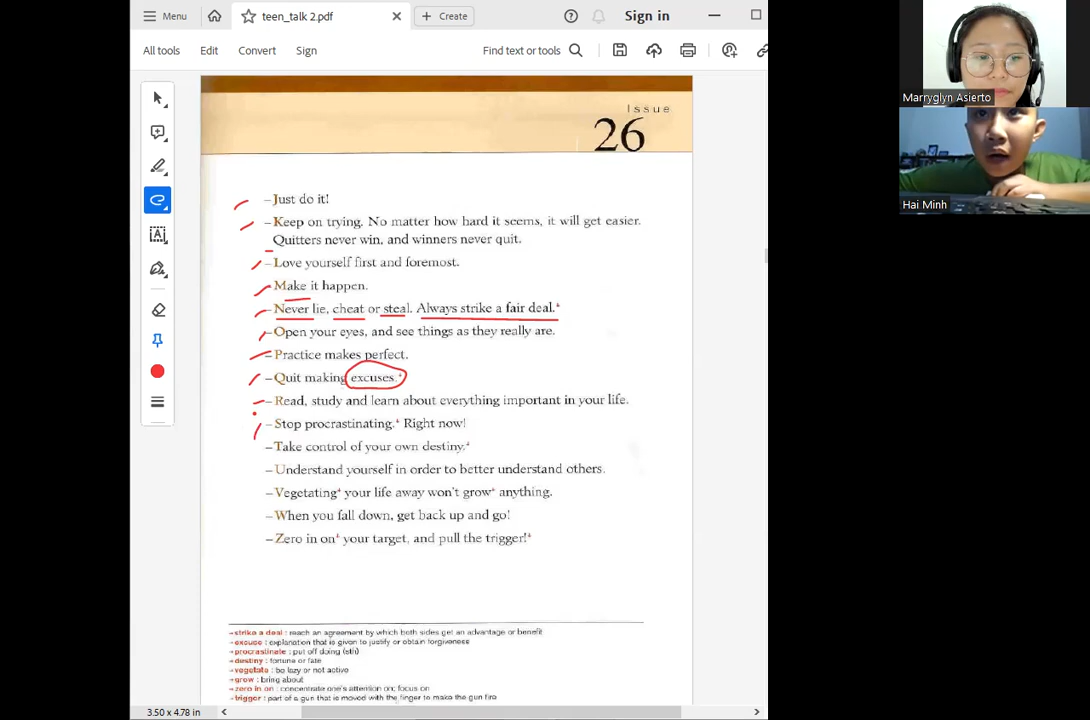 Menu
teen_talk 2.pdf
Create
Sign in
All tools
Edit
Convert
Sign
Find text or tools
Issue
26
–Just do it!
–Keep on trying. No matter how hard it seems, it will get easier.
Quitters never win, and winners never quit.
–Love yourself first and foremost.
–Make it happen.
–Never lie, cheat or steal. Always strike a fair deal.
–Open your eyes, and see things as they really are.
–Practice makes perfect.
–Quit making excuses.
–Read, study and learn about everything important in your life.
–Stop procrastinating. Right now!
–Take control of your own destiny.
–Understand yourself in order to better understand others.
–Vegetating your life away won't grow anything.
–When you fall down, get back up and go!
–Zero in on your target, and pull the trigger!
strike a deal : reach an agreement by which both sides get an advantage or benefit
excuse : explanation that is given to justify or obtain forgiveness
procrastinate : put off doing (sth)
destiny : fortune or fate
vegetate : be lazy or not active
grow : bring about
zero in on : concentrate one's attention on; focus on
trigger : part of a gun that is moved with the finger to make the gun fire
3.50 x 4.78 in
Marryglyn Asierto
Hai Minh